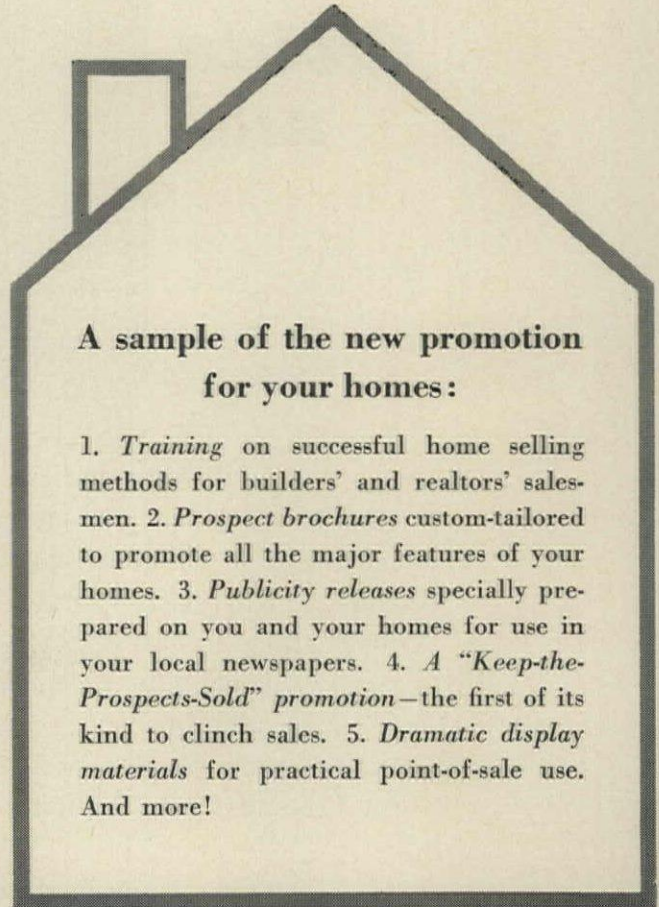 A sample of the new promotion
for your homes:
1. Training on successful home selling
methods for builders' and realtors' sales-
men. 2. Prospect brochures custom-tailored
to promote all the major features of your
homes. 3. Publicity releases specially pre-
pared on you and your homes for use in
your local newspapers. 4. A “Keep-the-
Prospects-Sold” promotion—the first of its
kind to clinch sales. 5. Dramatic display
materials for practical point-of-sale use.
And more!